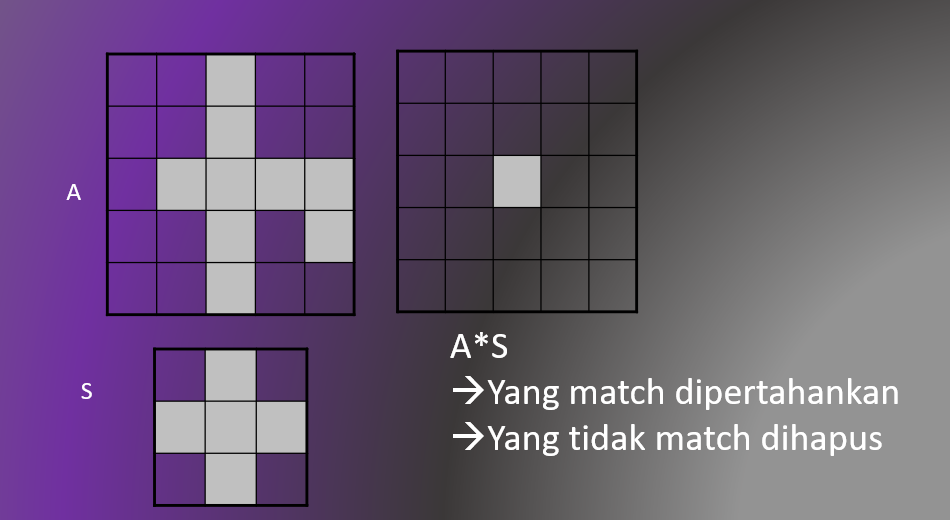 A
S
A*S
→Yang match dipertahankan
→Yang tidak match dihapus